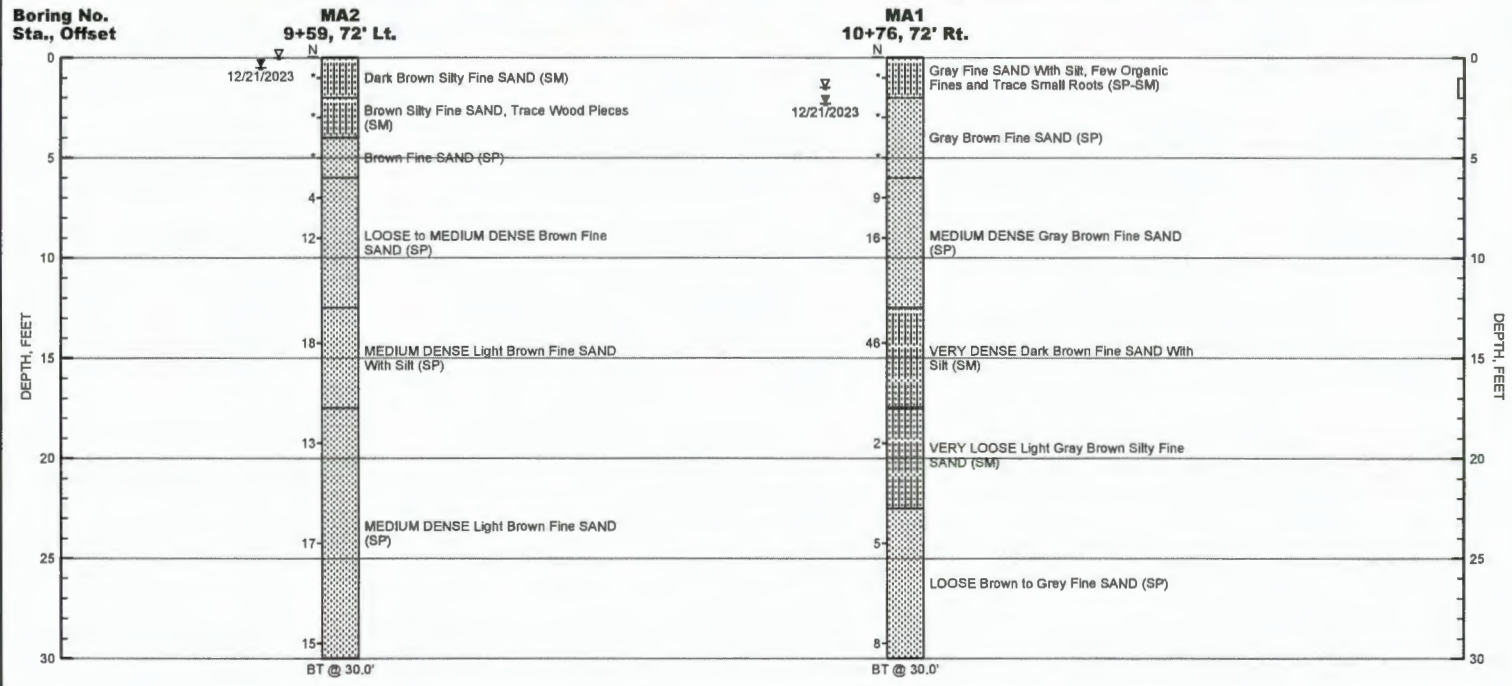 Boring No.
Sta., Offset
MA2
9+59, 72' Lt.
MA1
10+76, 72' Rt.
N
N
0
0
12/21/2023
*
Dark Brown Silty Fine SAND (SM)
*
Gray Fine SAND With Silt, Few Organic
Fines and Trace Small Roots (SP-SM)
*
Brown Silty Fine SAND, Trace Wood Pieces
(SM)
12/21/2023
*
Gray Brown Fine SAND (SP)
5
*
Brown Fine SAND (SP)
*
5
4
9
12
LOOSE to MEDIUM DENSE Brown Fine
SAND (SP)
16
MEDIUM DENSE Gray Brown Fine SAND
(SP)
10
10
DEPTH, FEET
DEPTH, FEET
18
MEDIUM DENSE Light Brown Fine SAND
With Silt (SP)
46
VERY DENSE Dark Brown Fine SAND With
Silt (SM)
15
15
13
2
VERY LOOSE Light Gray Brown Silty Fine
SAND (SM)
20
20
MEDIUM DENSE Light Brown Fine SAND
(SP)
17
5
25
25
LOOSE Brown to Grey Fine SAND (SP)
15
8
30
30
BT @ 30.0'
BT @ 30.0'